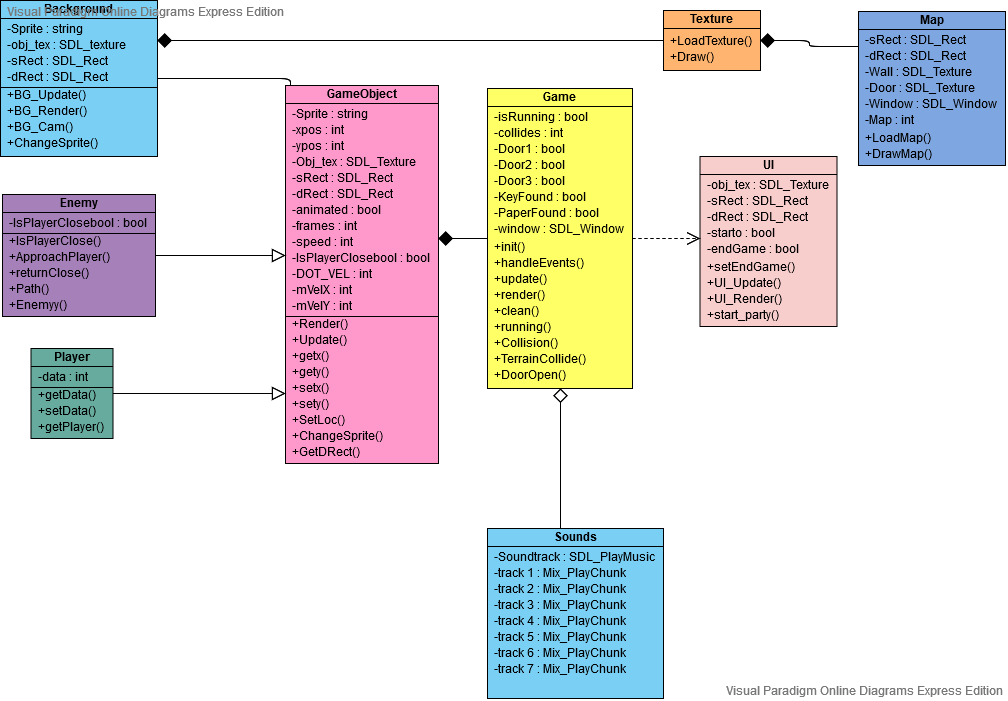 Visual Paradigm Online Diagrams Express Edition
Background
-Sprite : string
-obj_tex : SDL_texture
-sRect : SDL_Rect
-dRect : SDL_Rect
+BG_Update()
+BG_Render()
+BG_Cam()
+ChangeSprite()
Texture
+LoadTexture()
+Draw()
Map
-sRect : SDL_Rect
-dRect : SDL_Rect
-Wall : SDL_Texture
-Door : SDL_Texture
-Window : SDL_Window
-Map : int
+LoadMap()
+DrawMap()
GameObject
-Sprite : string
-xpos : int
-ypos : int
-Obj_tex : SDL_Texture
-sRect : SDL_Rect
-dRect : SDL_Rect
-animated : bool
-frames : int
-speed : int
-IsPlayerClosebool : bool
-DOT_VEL : int
-mVelX : int
-mVelY : int
+Render()
+Update()
+getx()
+gety()
+setx()
+sety()
+SetLoc()
+ChangeSprite()
+GetDRect()
Game
-isRunning : bool
-collides : int
-Door1 : bool
-Door2 : bool
-Door3 : bool
-KeyFound : bool
-PaperFound : bool
-window : SDL_Window
+init()
+handleEvents()
+update()
+render()
+clean()
+running()
+Collision()
+TerrainCollide()
+DoorOpen()
UI
-obj_tex : SDL_Texture
-sRect : SDL_Rect
-dRect : SDL_Rect
-starto : bool
-endGame : bool
+setEndGame()
+UI_Update()
+UI_Render()
+start_party()
Enemy
-IsPlayerClosebool : bool
+IsPlayerClose()
+ApproachPlayer()
+returnClose()
+Path()
+Enemyy()
Player
-data : int
+getData()
+setData()
+getPlayer()
Sounds
-Soundtrack : SDL_PlayMusic
-track 1 : Mix_PlayChunk
-track 2 : Mix_PlayChunk
-track 3 : Mix_PlayChunk
-track 4 : Mix_PlayChunk
-track 5 : Mix_PlayChunk
-track 6 : Mix_PlayChunk
-track 7 : Mix_PlayChunk
Visual Paradigm Online Diagrams Express Edition